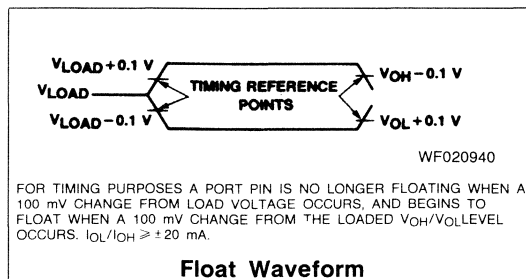 VLOAD+0.1 V
VLOAD
VLOAD−0.1 V
TIMING REFERENCE
POINTS
VOH−0.1 V
VOL+0.1 V
WF020940
FOR TIMING PURPOSES A PORT PIN IS NO LONGER FLOATING WHEN A
100 mV CHANGE FROM LOAD VOLTAGE OCCURS, AND BEGINS TO
FLOAT WHEN A 100 mV CHANGE FROM THE LOADED VOH/VOLLEVEL
OCCURS. IOL/IOH ⩾ ±20 mA.
Float Waveform